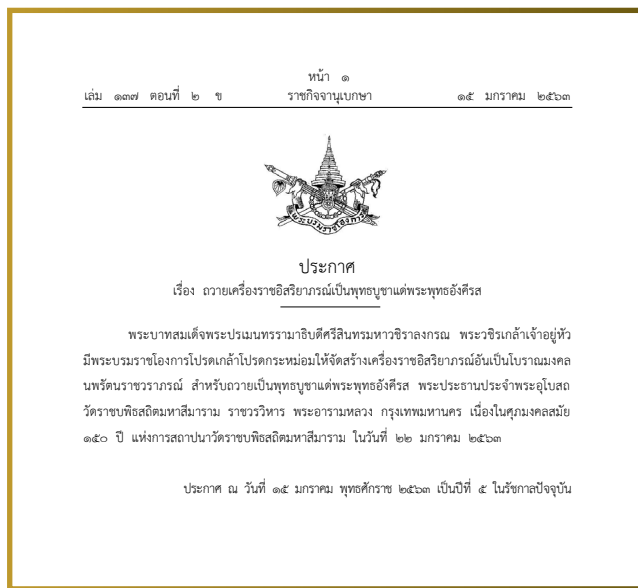 หน้า ๑
เล่ม ๑๓๗ ตอนที่ ๒ ข ราชกิจจานุเบกษา ๑๕ มกราคม ๒๕๖๓
พระบรมราชโองการ
ประกาศ
เรื่อง ถวายเครื่องราชอิสริยาภรณ์เป็นพุทธบูชาแด่พระพุทธอังคีรส
พระบาทสมเด็จพระปรเมนทรรามาธิบดีศรีสินทรมหาวชิราลงกรณ พระวชิรเกล้าเจ้าอยู่หัว
มีพระบรมราชโองการโปรดเกล้าโปรดกระหม่อมให้จัดสร้างเครื่องราชอิสริยาภรณ์อันเป็นโบราณมงคล
นพรัตนราชวราภรณ์ สำหรับถวายเป็นพุทธบูชาแด่พระพุทธอังคีรส พระประธานประจำพระอุโบสถ
วัดราชบพิธสถิตมหาสีมาราม ราชวรวิหาร พระอารามหลวง กรุงเทพมหานคร เนื่องในศุภมงคลสมัย
๑๕๐ ปี แห่งการสถาปนาวัดราชบพิธสถิตมหาสีมาราม ในวันที่ ๒๒ มกราคม ๒๕๖๓
ประกาศ ณ วันที่ ๑๕ มกราคม พุทธศักราช ๒๕๖๓ เป็นปีที่ ๕ ในรัชกาลปัจจุบัน